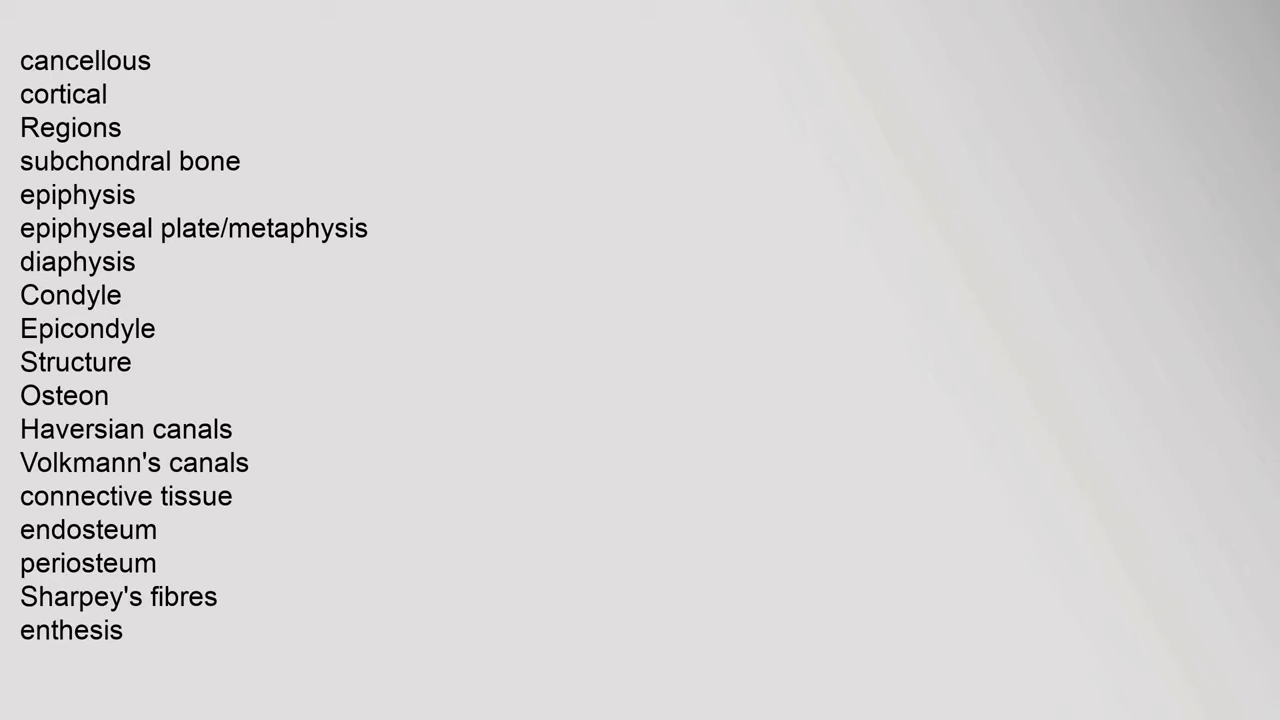 cancellous
cortical
Regions
subchondral bone
epiphysis
epiphyseal plate/metaphysis
diaphysis
Condyle
Epicondyle
Structure
Osteon
Haversian canals
Volkmann's canals
connective tissue
endosteum
periosteum
Sharpey's fibres
enthesis